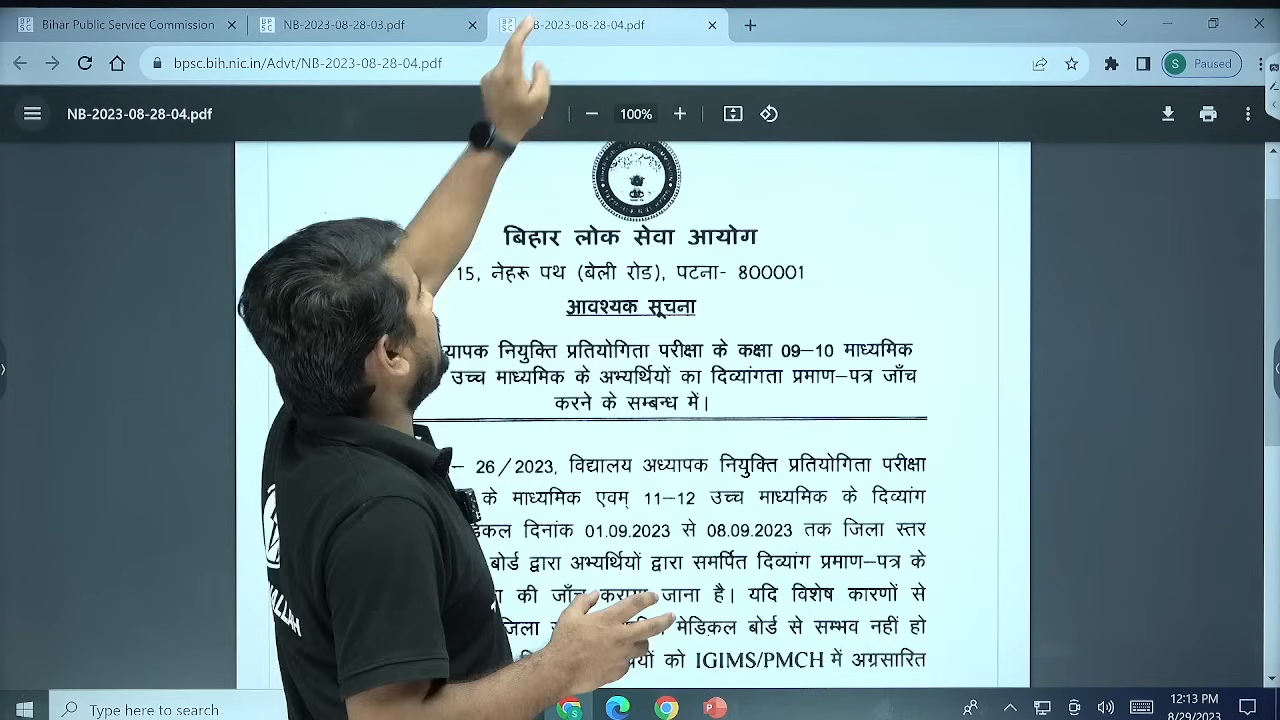 Bihar Public Service Commission
NB-2023-08-28-03.pdf
B-2023-08-28-04.pdf
bpsc.bih.nic.in/Advt/NB-2023-08-28-04.pdf
S Paused
NB-2023-08-28-04.pdf
100%
बिहार लोक सेवा आयोग
15, नेहरू पथ (बेली रोड), पटना- 800001
आवश्यक सूचना
यापक नियुक्ति प्रतियोगिता परीक्षा के कक्षा 09–10 माध्यमिक
उच्च माध्यमिक के अभ्यर्थियों का दिव्यांगता प्रमाण–पत्र जाँच
करने के सम्बन्ध में।
– 26/2023, विद्यालय अध्यापक नियुक्ति प्रतियोगिता परीक्षा
के माध्यमिक एवम् 11–12 उच्च माध्यमिक के दिव्यांग
दिनांक 01.09.2023 से 08.09.2023 तक जिला स्तर
बोर्ड द्वारा अभ्यर्थियों द्वारा समर्पित दिव्यांग प्रमाण–पत्र के
की जाँच कराया जाना है। यदि विशेष कारणों से
जिला मेडिकल बोर्ड से सम्भव नहीं हो
को IGIMS/PMCH में अग्रसारित
Type here to search
12:13 PM
8/29/2023